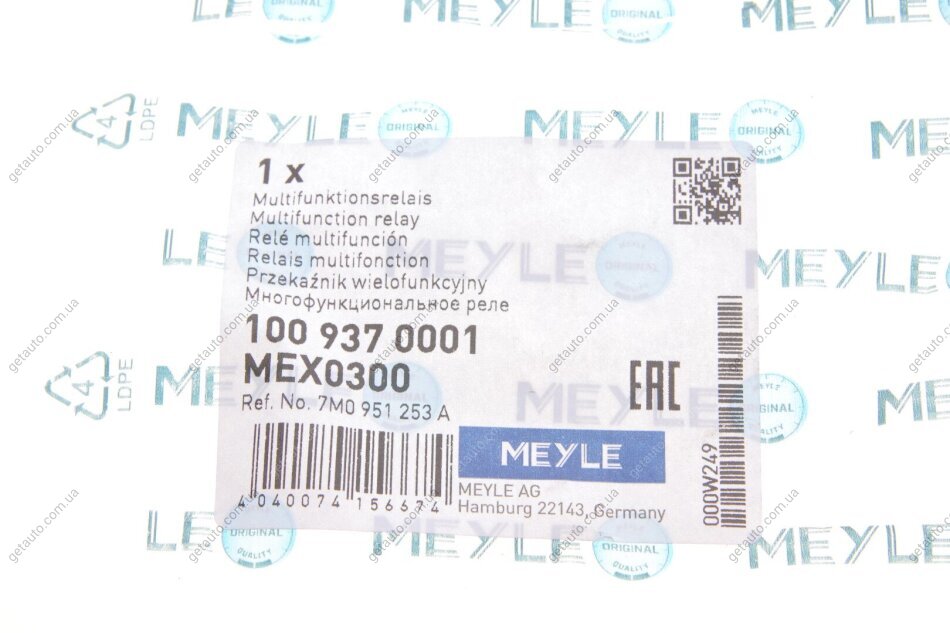 1 x
Multifunktionsrelais
Multifunction relay
Relé multifunción
Relais multifonction
Przekaźnik wielofunkcyjny
Многофункциональное реле
100 937 0001
MEX0300
Ref. No. 7M0 951 253 A
4 040074 156674
EAC
MEYLE
MEYLE AG
Hamburg 22143, Germany
000W249
MEYLE ORIGINAL QUALITY
4 LDPE
getauto.com.ua